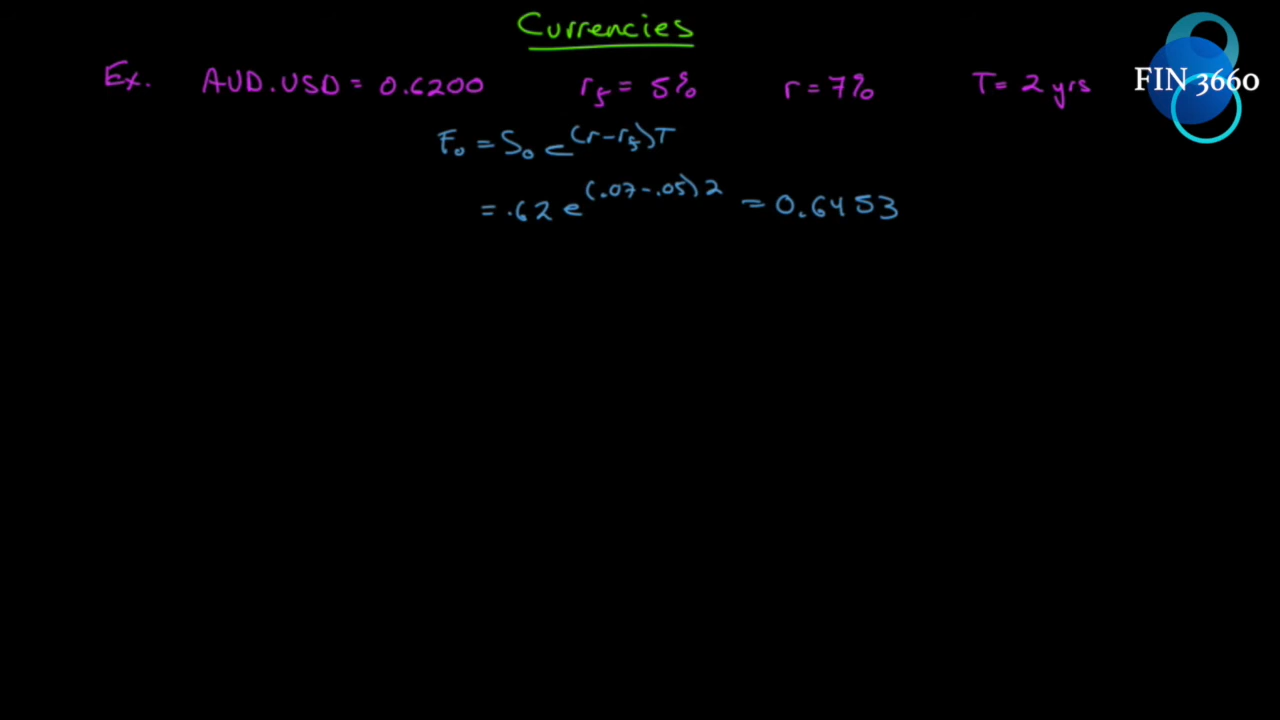 Currencies
Ex. AUD.USD = 0.6200 r_f = 5% r = 7% T = 2 yrs
FIN 3660
F₀ = S₀ e^(r-r_f)T
= .62 e^(.07-.05)2 = 0.6453